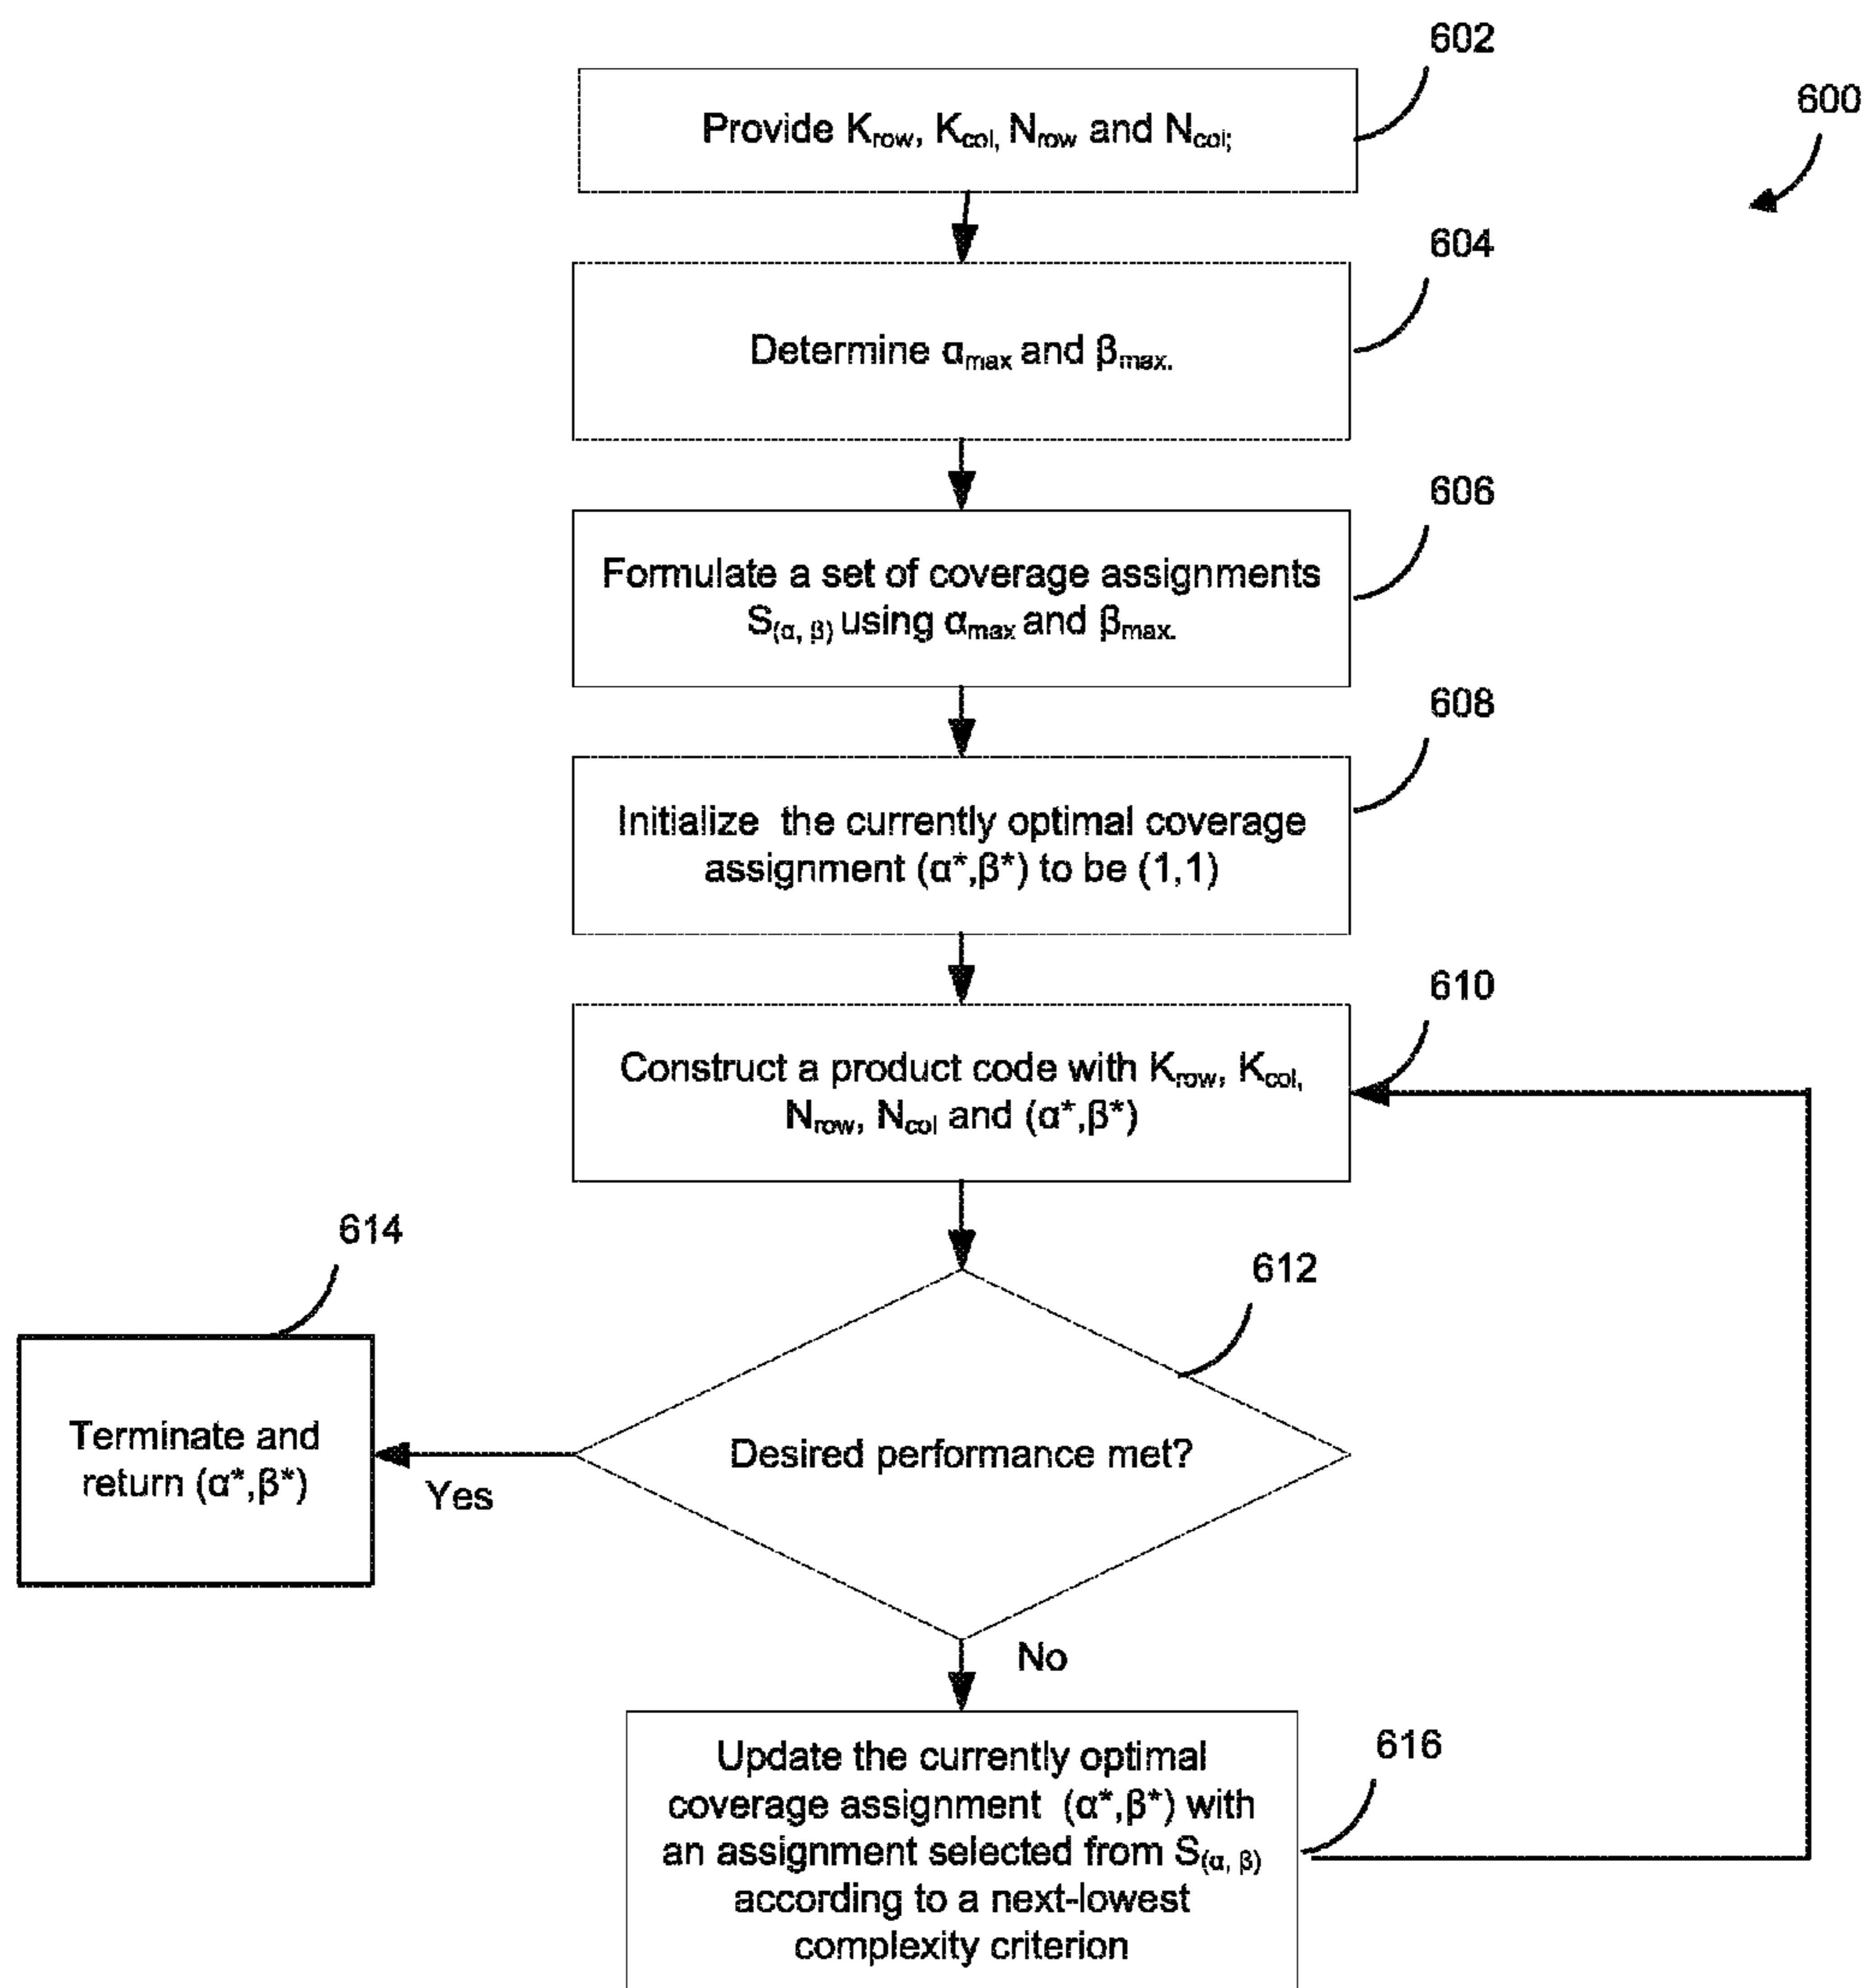 602
600
Provide Krow, Kcol, Nrow and Ncol;
604
Determine αmax and βmax.
606
Formulate a set of coverage assignments
S(α, β) using αmax and βmax.
608
Initialize the currently optimal coverage
assignment (α*,β*) to be (1,1)
610
Construct a product code with Krow, Kcol,
Nrow, Ncol and (α*,β*)
614
612
Terminate and
return (α*,β*)
Yes
Desired performance met?
No
616
Update the currently optimal
coverage assignment (α*,β*) with
an assignment selected from S(α, β)
according to a next-lowest
complexity criterion